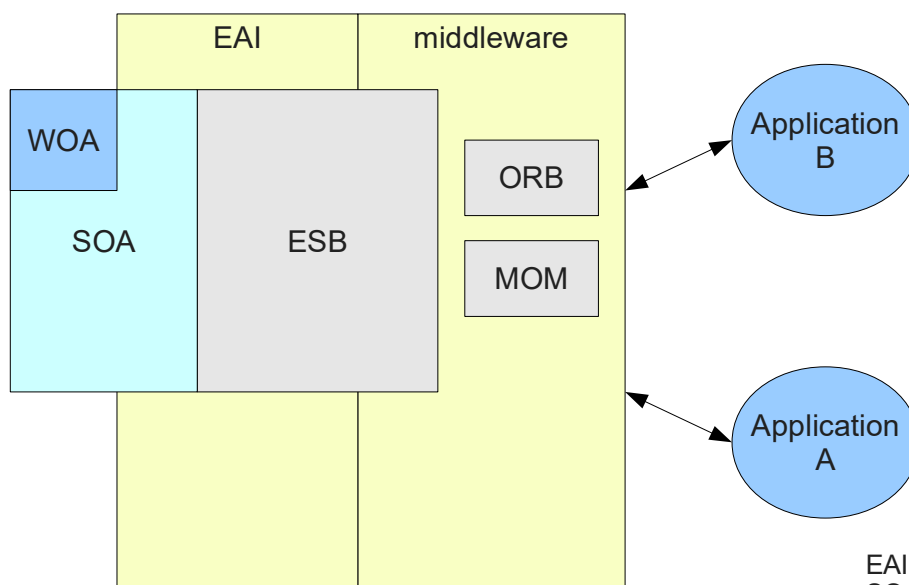 EAI
middleware
WOA
SOA
ESB
ORB
MOM
Application
B
Application
A
EAI